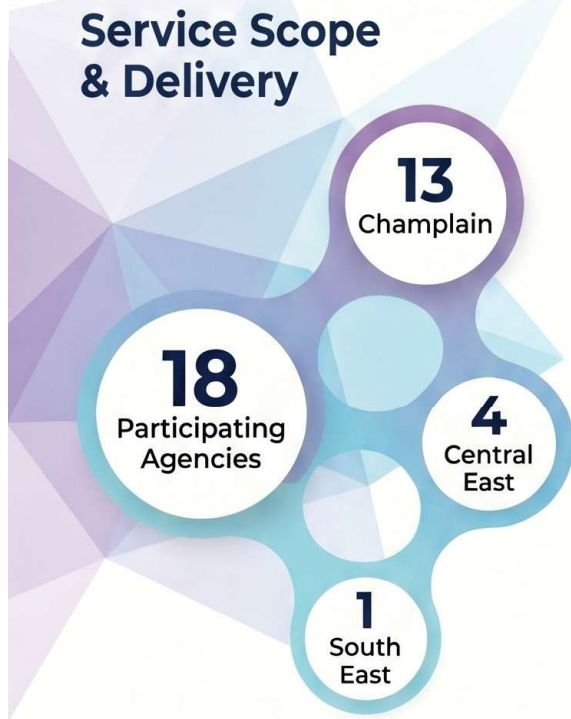 Service Scope
& Delivery
13
Champlain
18
Participating
Agencies
4
Central
East
1
South
East